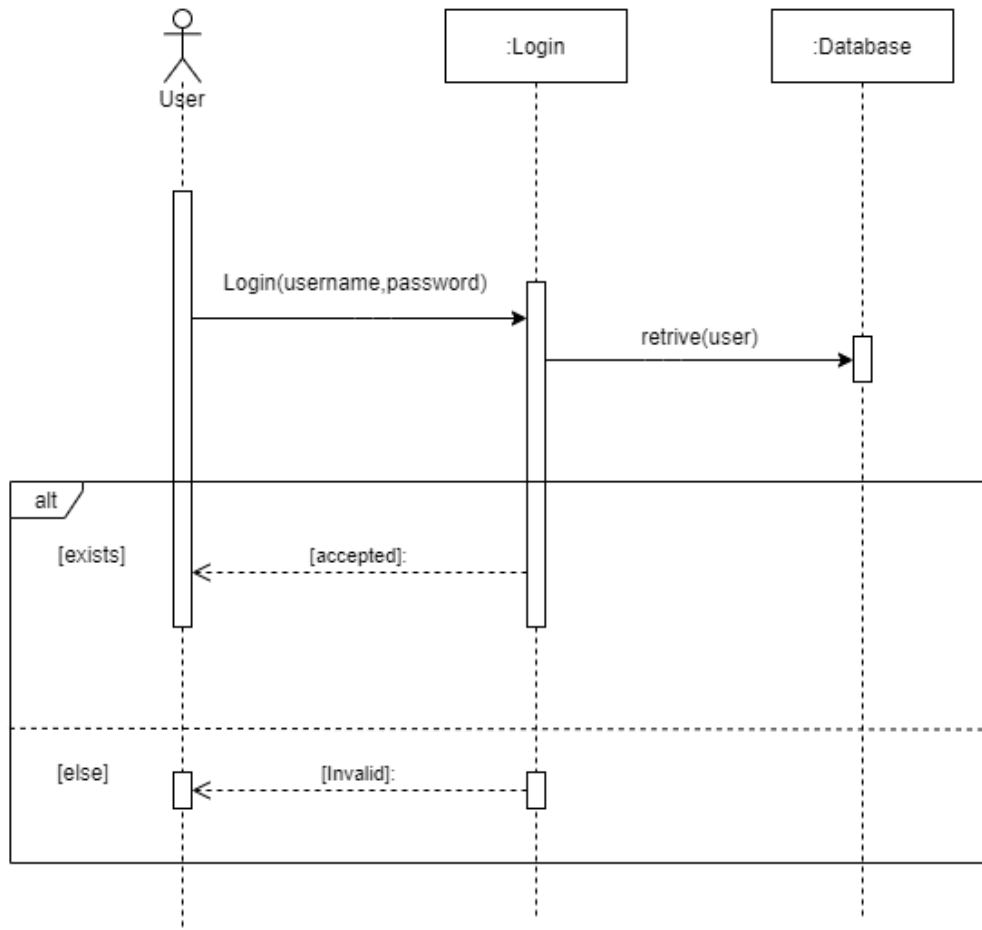 :Login
:Database
User
Login(username,password)
retrive(user)
alt
[exists]
[accepted]:
[else]
[Invalid]: